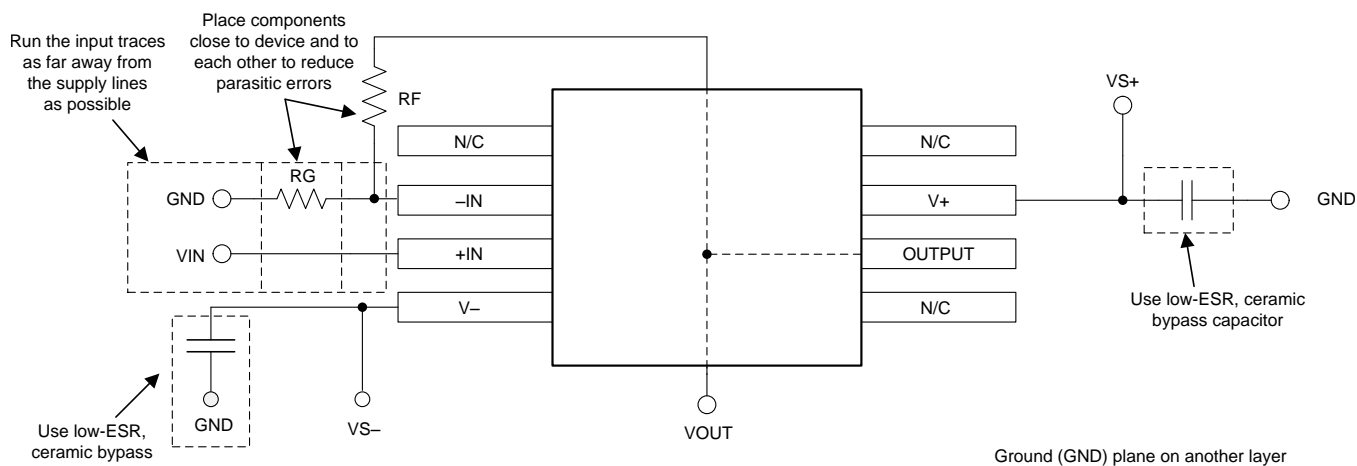 Run the input traces
as far away from
the supply lines
as possible
Place components
close to device and to
each other to reduce
parasitic errors
RF
N/C
N/C
VS+
RG
GND
–IN
V+
GND
VIN
+IN
OUTPUT
V–
N/C
Use low-ESR, ceramic
bypass capacitor
GND
VS–
VOUT
Use low-ESR,
ceramic bypass
Ground (GND) plane on another layer